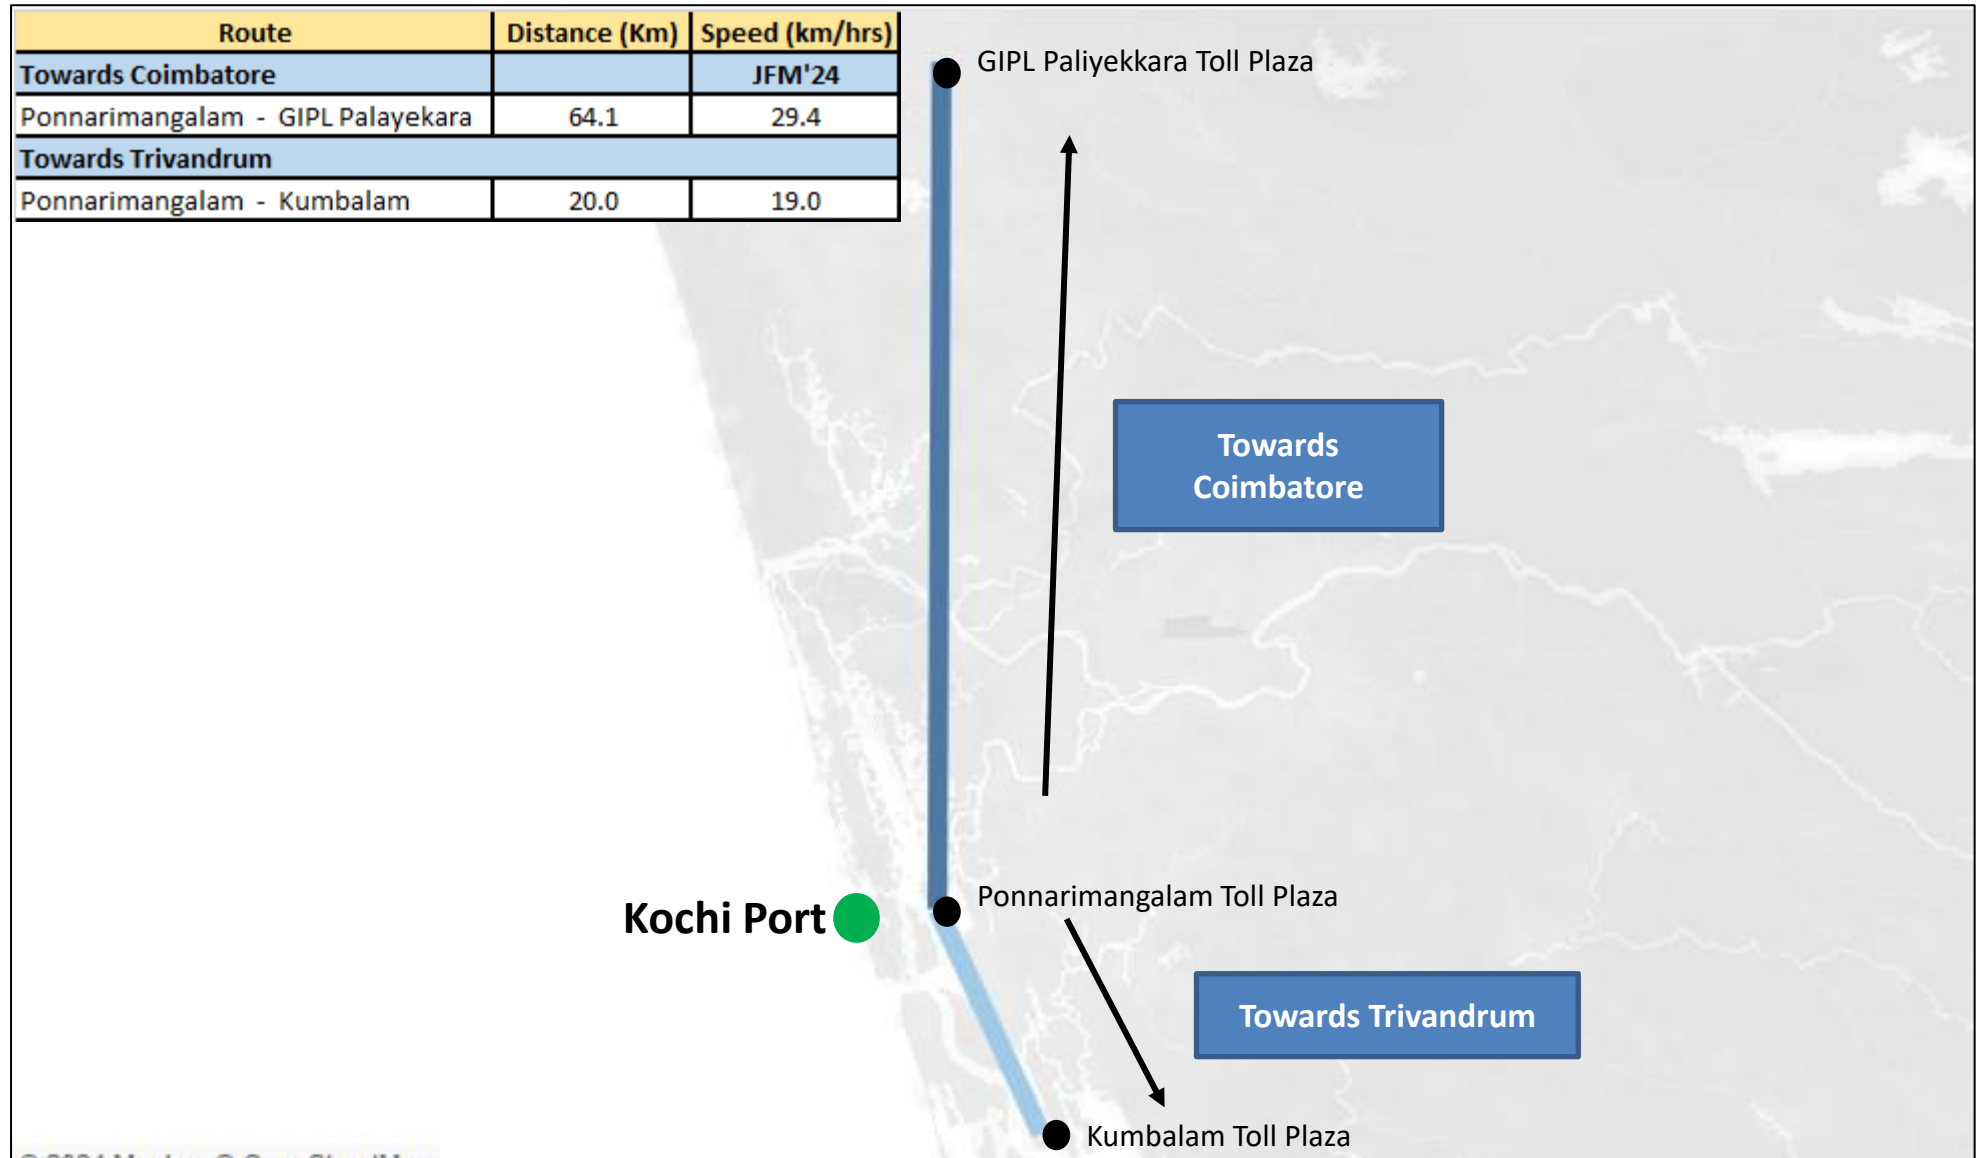 Route Distance (Km) Speed (km/hrs)
Towards Coimbatore JFM'24
Ponnarimangalam - GIPL Palayekara 64.1 29.4
Towards Trivandrum
Ponnarimangalam - Kumbalam 20.0 19.0
GIPL Paliyekkara Toll Plaza
Towards
Coimbatore
Ponnarimangalam Toll Plaza
Kochi Port
Towards Trivandrum
Kumbalam Toll Plaza